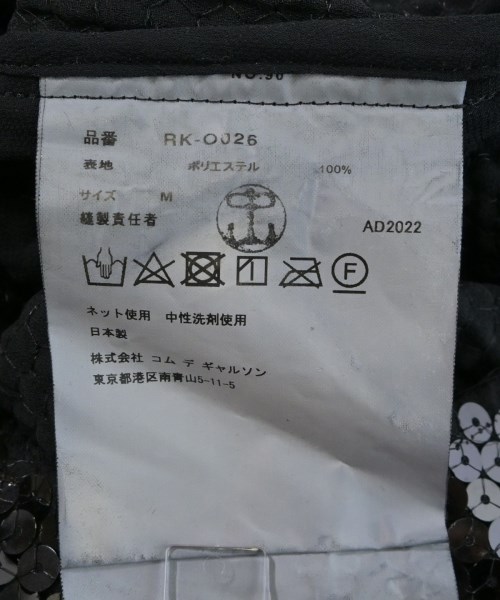 NO.90
品番 RK-O026
表地 ポリエステル 100%
サイズ M
縫製責任者
AD2022
F
ネット使用 中性洗剤使用
日本製
株式会社 コム デ ギャルソン
東京都港区南青山5-11-5